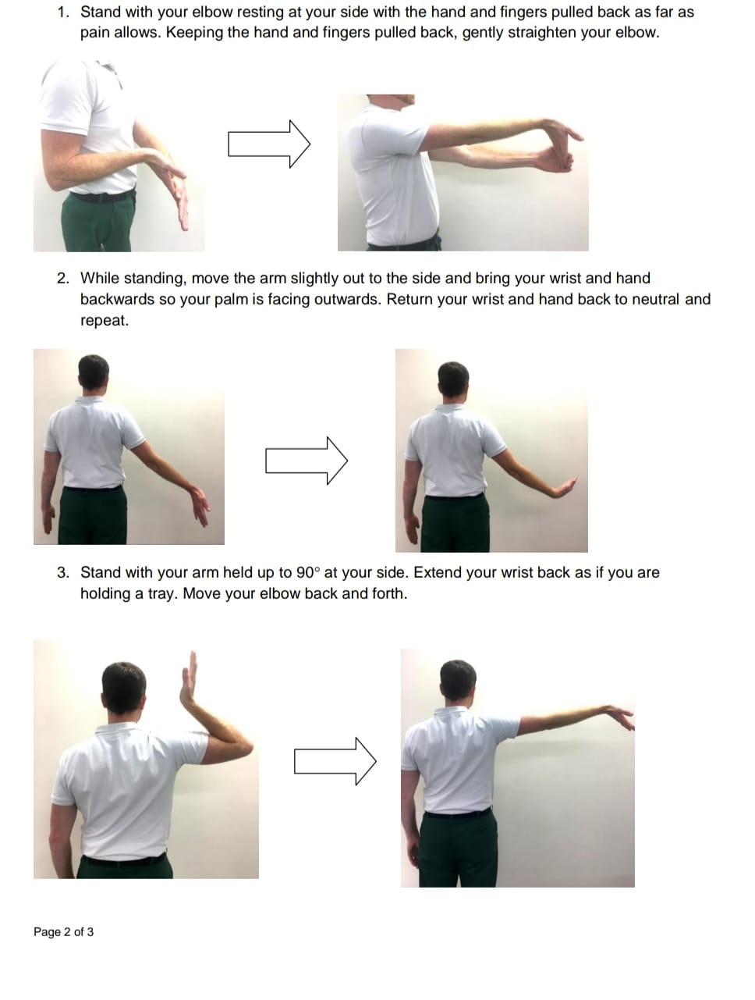 1. Stand with your elbow resting at your side with the hand and fingers pulled back as far as
pain allows. Keeping the hand and fingers pulled back, gently straighten your elbow.
2. While standing, move the arm slightly out to the side and bring your wrist and hand
backwards so your palm is facing outwards. Return your wrist and hand back to neutral and
repeat.
3. Stand with your arm held up to 90° at your side. Extend your wrist back as if you are
holding a tray. Move your elbow back and forth.
Page 2 of 3